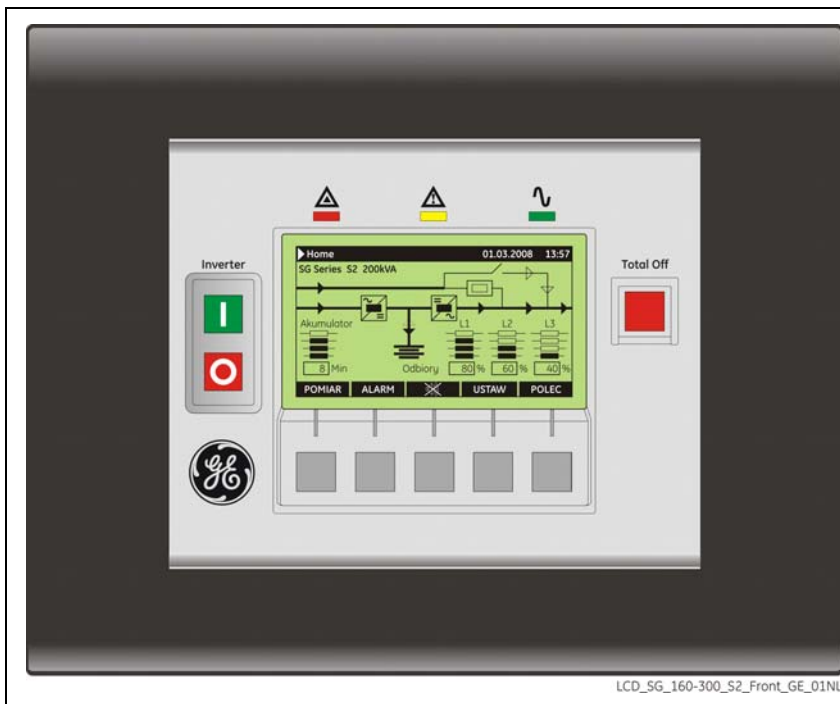 Inverter
Total Off
Home 01.03.2008 13:57
SG Series S2 200kVA
Akumulator L1 L2 L3
8 Min Odbiory 80 % 60 % 40 %
POMIAR ALARM USTAW POLEC
GE
LCD_SG_160-300_S2_Front_GE_01NL